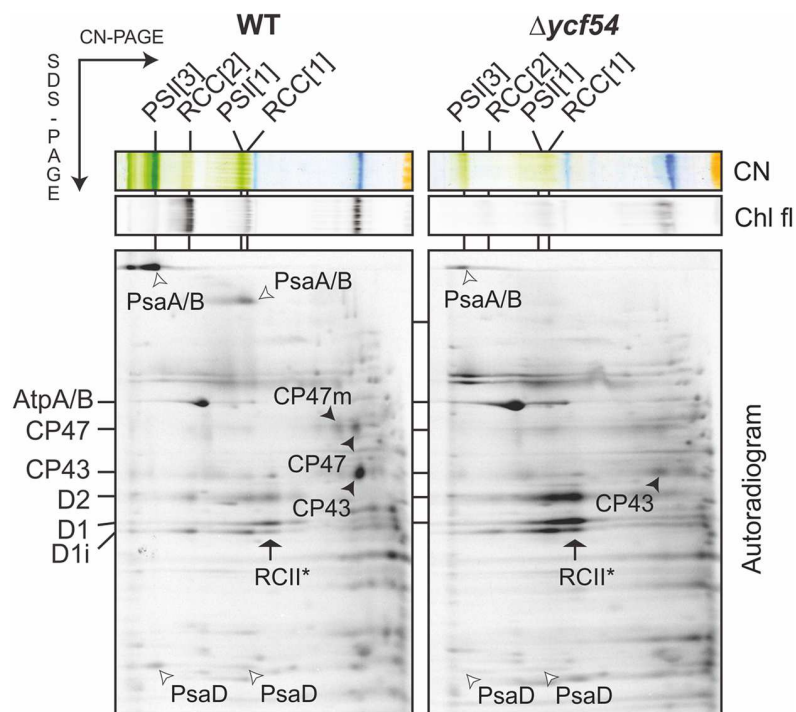 WT
Δycf54
CN-PAGE
SDS-PAGE
PSI[3]
RCC[2]
PSI[1]
RCC[1]
PSI[3]
RCC[2]
PSI[1]
RCC[1]
CN
Chl fl
PsaA/B
PsaA/B
PsaA/B
AtpA/B
CP47
CP43
D2
D1
D1i
CP47m
CP47
CP43
CP43
RCII*
RCII*
PsaD
PsaD
PsaD
PsaD
Autoradiogram